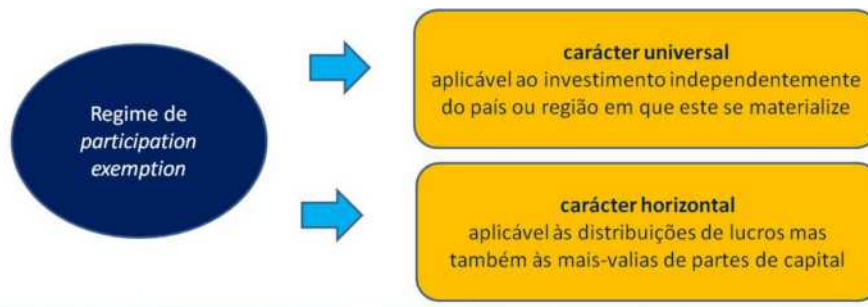 Regime de
participation
exemption
carácter universal
aplicável ao investimento independentemente
do país ou região em que este se materialize
carácter horizontal
aplicável às distribuições de lucros mas
também às mais-valias de partes de capital